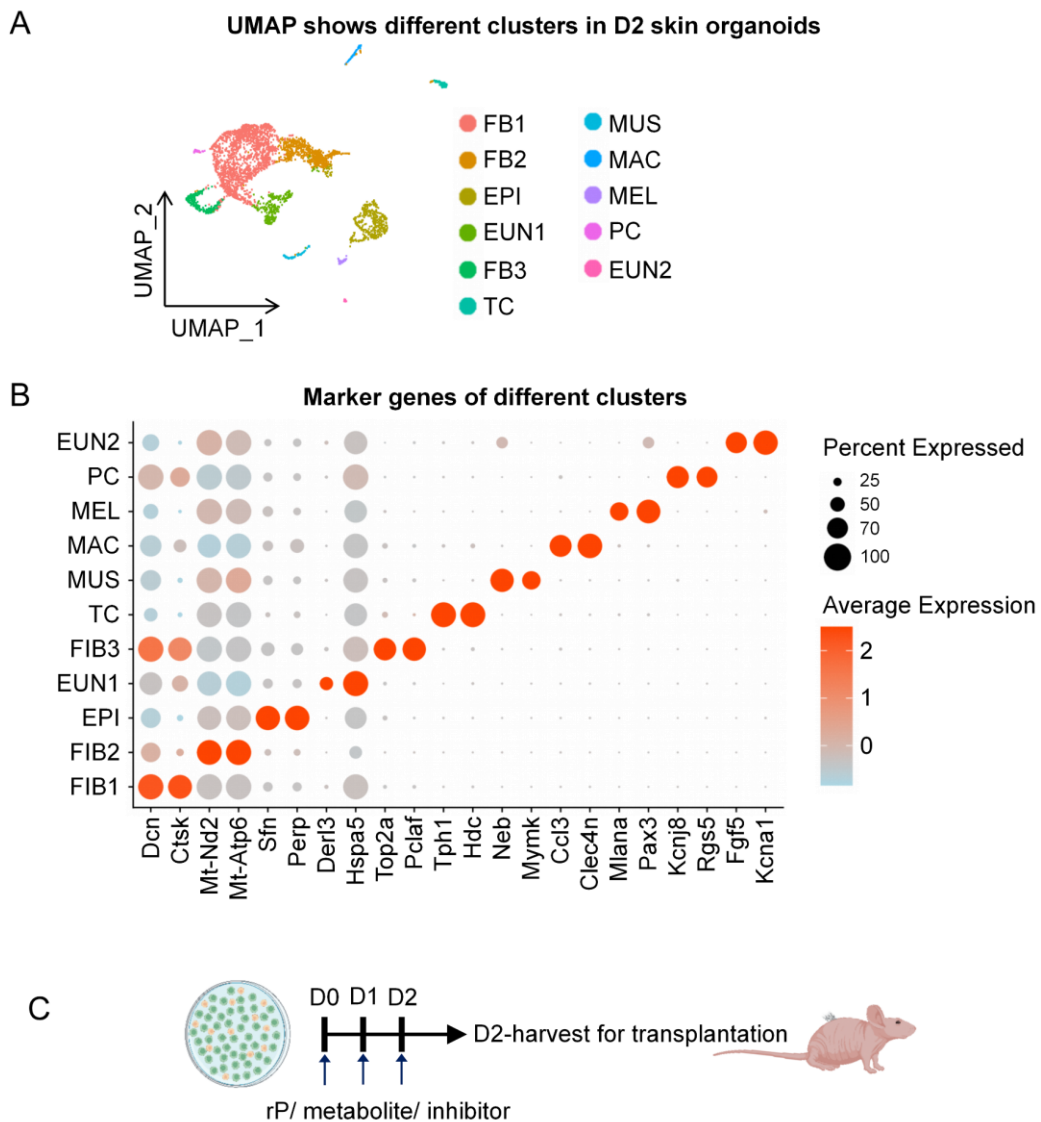 A
UMAP shows different clusters in D2 skin organoids
UMAP_2
UMAP_1
FB1
FB2
EPI
EUN1
FB3
TC
MUS
MAC
MEL
PC
EUN2
B
Marker genes of different clusters
EUN2
PC
MEL
MAC
MUS
TC
FIB3
EUN1
EPI
FIB2
FIB1
Dcn
Ctsk
Mt-Nd2
Mt-Atp6
Sfn
Perp
Derl3
Hspa5
Top2a
Pclaf
Tph1
Hdc
Neb
Mymk
Ccl3
Clec4n
Mlana
Pax3
Kcnj8
Rgs5
Fgf5
Kcna1
Percent Expressed
25
50
70
100
Average Expression
2
1
0
C
D0 D1 D2
D2-harvest for transplantation
rP/ metabolite/ inhibitor